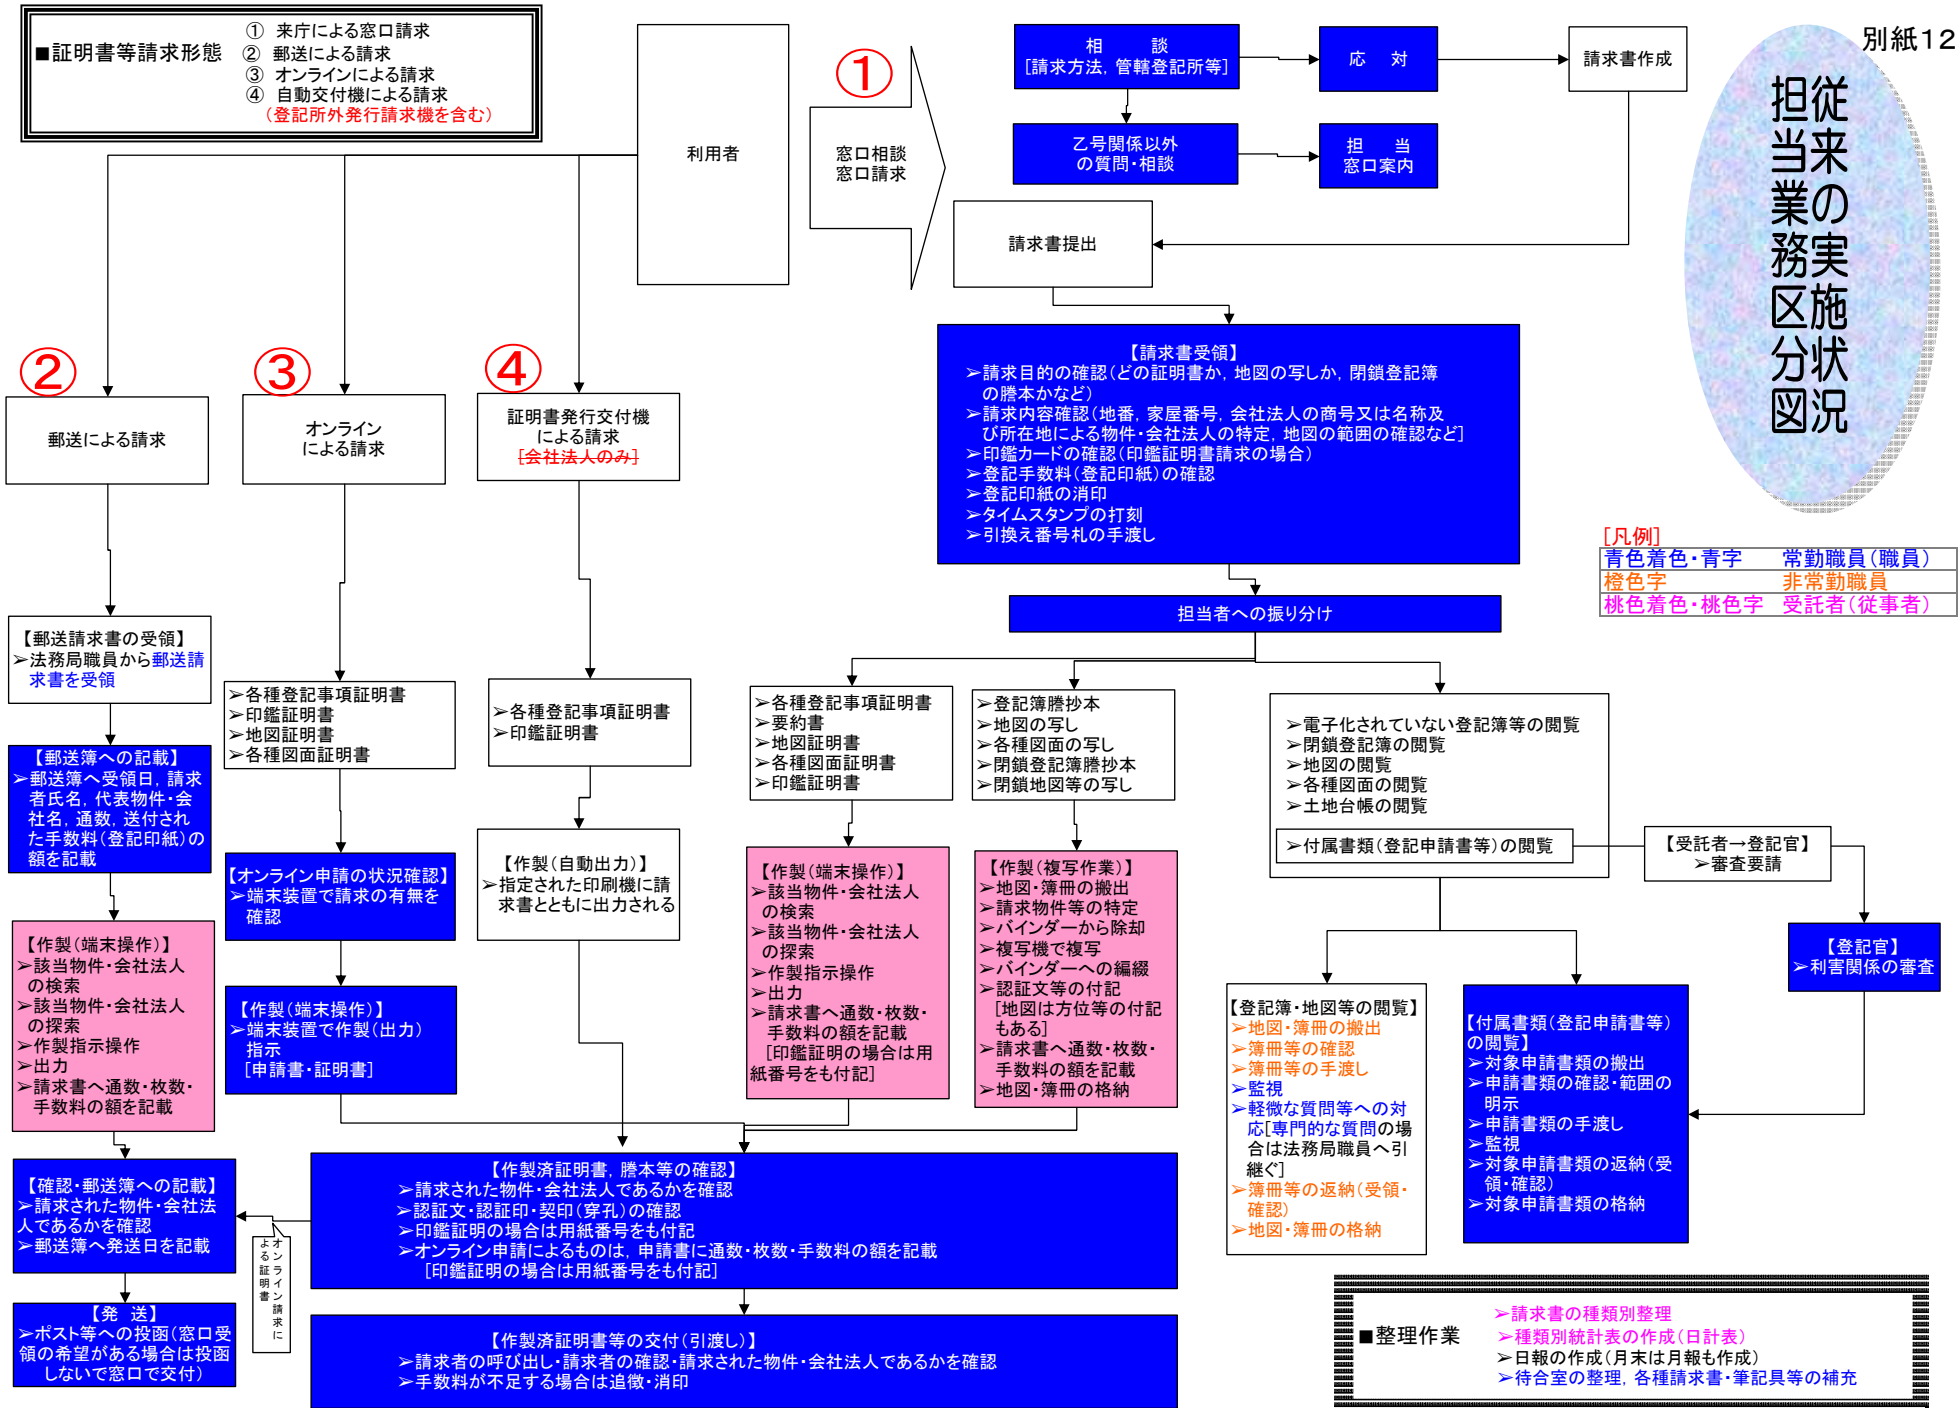 別紙12
従来の実施状況
担当業務区分図
■証明書等請求形態
① 来庁による窓口請求
② 郵送による請求
③ オンラインによる請求
④ 自動交付機による請求
(登記所外発行請求機を含む)
利用者
①
窓口相談
窓口請求
相　談
[請求方法, 管轄登記所等]
応　対
請求書作成
乙号関係以外
の質問・相談
担　当
窓口案内
請求書提出
【請求書受領】
➢請求目的の確認(どの証明書か, 地図の写しか, 閉鎖登記簿
の謄本かなど)
➢請求内容確認(地番, 家屋番号, 会社法人の商号又は名称及
び所在地による物件・会社法人の特定, 地図の範囲の確認など]
➢印鑑カードの確認(印鑑証明書請求の場合)
➢登記手数料(登記印紙)の確認
➢登記印紙の消印
➢タイムスタンプの打刻
➢引換え番号札の手渡し
[凡例]
青色着色・青字　常勤職員(職員)
橙色字　非常勤職員
桃色着色・桃色字　受託者(従事者)
担当者への振り分け
②
郵送による請求
③
オンライン
による請求
④
証明書発行交付機
による請求
[会社法人のみ]
【郵送請求書の受領】
➢法務局職員から郵送請
求書を受領
【郵送簿への記載】
➢郵送簿へ受領日, 請求
者氏名, 代表物件・会
社名, 通数, 送付され
た手数料(登記印紙)の
額を記載
【作製(端末操作)】
➢該当物件・会社法人
の検索
➢該当物件・会社法人
の探索
➢作製指示操作
➢出力
➢請求書へ通数・枚数・
手数料の額を記載
【確認・郵送簿への記載】
➢請求された物件・会社法
人であるかを確認
➢郵送簿へ発送日を記載
【発 送】
➢ポスト等への投函(窓口受
領の希望がある場合は投函
しないで窓口で交付)
➢各種登記事項証明書
➢印鑑証明書
➢地図証明書
➢各種図面証明書
【オンライン申請の状況確認】
➢端末装置で請求の有無を
確認
【作製(端末操作)】
➢端末装置で作製(出力)
指示
[申請書・証明書]
オンライン請求に
よる証明書
➢各種登記事項証明書
➢印鑑証明書
【作製(自動出力)】
➢指定された印刷機に請
求書とともに出力される
➢各種登記事項証明書
➢要約書
➢地図証明書
➢各種図面証明書
➢印鑑証明書
【作製(端末操作)】
➢該当物件・会社法人
の検索
➢該当物件・会社法人
の探索
➢作製指示操作
➢出力
➢請求書へ通数・枚数・
手数料の額を記載
[印鑑証明の場合は用
紙番号をも付記]
➢登記簿謄抄本
➢地図の写し
➢各種図面の写し
➢閉鎖登記簿謄抄本
➢閉鎖地図等の写し
【作製(複写作業)】
➢地図・簿冊の搬出
➢請求物件等の特定
➢バインダーから除却
➢複写機で複写
➢バインダーへの編綴
➢認証文等の付記
[地図は方位等の付記
もある]
➢請求書へ通数・枚数・
手数料の額を記載
➢地図・簿冊の格納
➢電子化されていない登記簿等の閲覧
➢閉鎖登記簿の閲覧
➢地図の閲覧
➢各種図面の閲覧
➢土地台帳の閲覧
➢付属書類(登記申請書等)の閲覧
【受託者→登記官】
➢審査要請
【登記官】
➢利害関係の審査
【登記簿・地図等の閲覧】
➢地図・簿冊の搬出
➢簿冊等の確認
➢簿冊等の手渡し
➢監視
➢軽微な質問等への対
応[専門的な質問の場
合は法務局職員へ引
継ぐ]
➢簿冊等の返納(受領・
確認)
➢地図・簿冊の格納
【付属書類(登記申請書等)
の閲覧】
➢対象申請書類の搬出
➢申請書類の確認・範囲の
明示
➢申請書類の手渡し
➢監視
➢対象申請書類の返納(受
領・確認)
➢対象申請書類の格納
【作製済証明書, 謄本等の確認】
➢請求された物件・会社法人であるかを確認
➢認証文・認証印・契印(穿孔)の確認
➢印鑑証明の場合は用紙番号をも付記
➢オンライン申請によるものは, 申請書に通数・枚数・手数料の額を記載
[印鑑証明の場合は用紙番号をも付記]
【作製済証明書等の交付(引渡し)】
➢請求者の呼び出し・請求者の確認・請求された物件・会社法人であるかを確認
➢手数料が不足する場合は追徴・消印
■整理作業
➢請求書の種類別整理
➢種類別統計表の作成(日計表)
➢日報の作成(月末は月報も作成)
➢待合室の整理, 各種請求書・筆記具等の補充